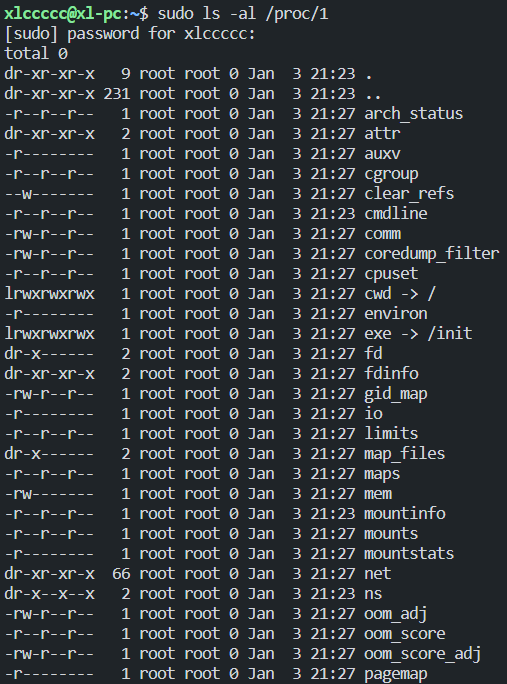 xlccccc@xl-pc:~$ sudo ls -al /proc/1
[sudo] password for xlccccc:
total 0
dr-xr-xr-x   9 root root 0 Jan  3 21:23 .
dr-xr-xr-x 231 root root 0 Jan  3 21:23 ..
-r--r--r--   1 root root 0 Jan  3 21:27 arch_status
dr-xr-xr-x   2 root root 0 Jan  3 21:27 attr
-r--------   1 root root 0 Jan  3 21:27 auxv
-r--r--r--   1 root root 0 Jan  3 21:27 cgroup
--w-------   1 root root 0 Jan  3 21:27 clear_refs
-r--r--r--   1 root root 0 Jan  3 21:23 cmdline
-rw-r--r--   1 root root 0 Jan  3 21:27 comm
-rw-r--r--   1 root root 0 Jan  3 21:27 coredump_filter
-r--r--r--   1 root root 0 Jan  3 21:27 cpuset
lrwxrwxrwx   1 root root 0 Jan  3 21:27 cwd -> /
-r--------   1 root root 0 Jan  3 21:27 environ
lrwxrwxrwx   1 root root 0 Jan  3 21:27 exe -> /init
dr-x------   2 root root 0 Jan  3 21:27 fd
dr-xr-xr-x   2 root root 0 Jan  3 21:27 fdinfo
-rw-r--r--   1 root root 0 Jan  3 21:27 gid_map
-r--------   1 root root 0 Jan  3 21:27 io
-r--r--r--   1 root root 0 Jan  3 21:27 limits
dr-x------   2 root root 0 Jan  3 21:27 map_files
-r--r--r--   1 root root 0 Jan  3 21:27 maps
-rw-------   1 root root 0 Jan  3 21:27 mem
-r--r--r--   1 root root 0 Jan  3 21:23 mountinfo
-r--r--r--   1 root root 0 Jan  3 21:27 mounts
-r--------   1 root root 0 Jan  3 21:27 mountstats
dr-xr-xr-x  66 root root 0 Jan  3 21:27 net
dr-x--x--x   2 root root 0 Jan  3 21:23 ns
-rw-r--r--   1 root root 0 Jan  3 21:27 oom_adj
-r--r--r--   1 root root 0 Jan  3 21:27 oom_score
-rw-r--r--   1 root root 0 Jan  3 21:27 oom_score_adj
-r--------   1 root root 0 Jan  3 21:27 pagemap